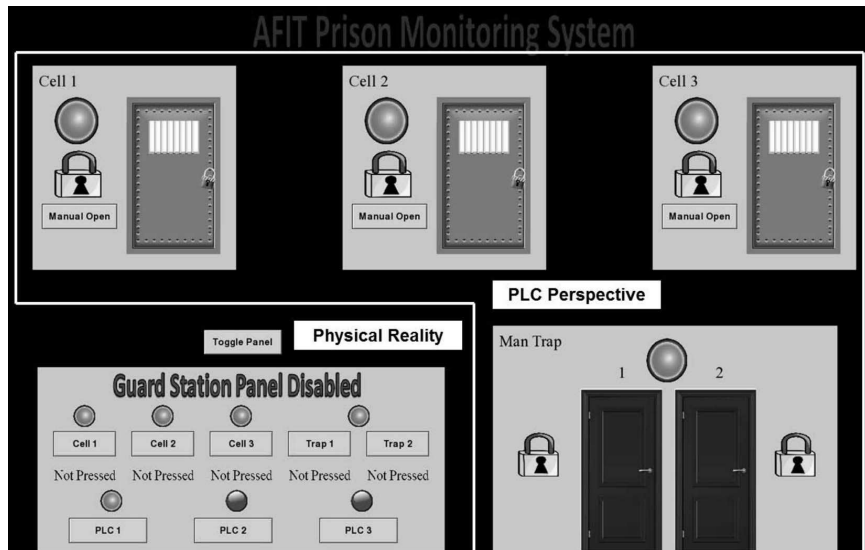 AFIT Prison Monitoring System
Cell 1
Manual Open
Cell 2
Manual Open
Cell 3
Manual Open
PLC Perspective
Toggle Panel
Physical Reality
Guard Station Panel Disabled
Cell 1 Cell 2 Cell 3 Trap 1 Trap 2
Not Pressed Not Pressed Not Pressed Not Pressed Not Pressed
PLC 1 PLC 2 PLC 3
Man Trap
1 2